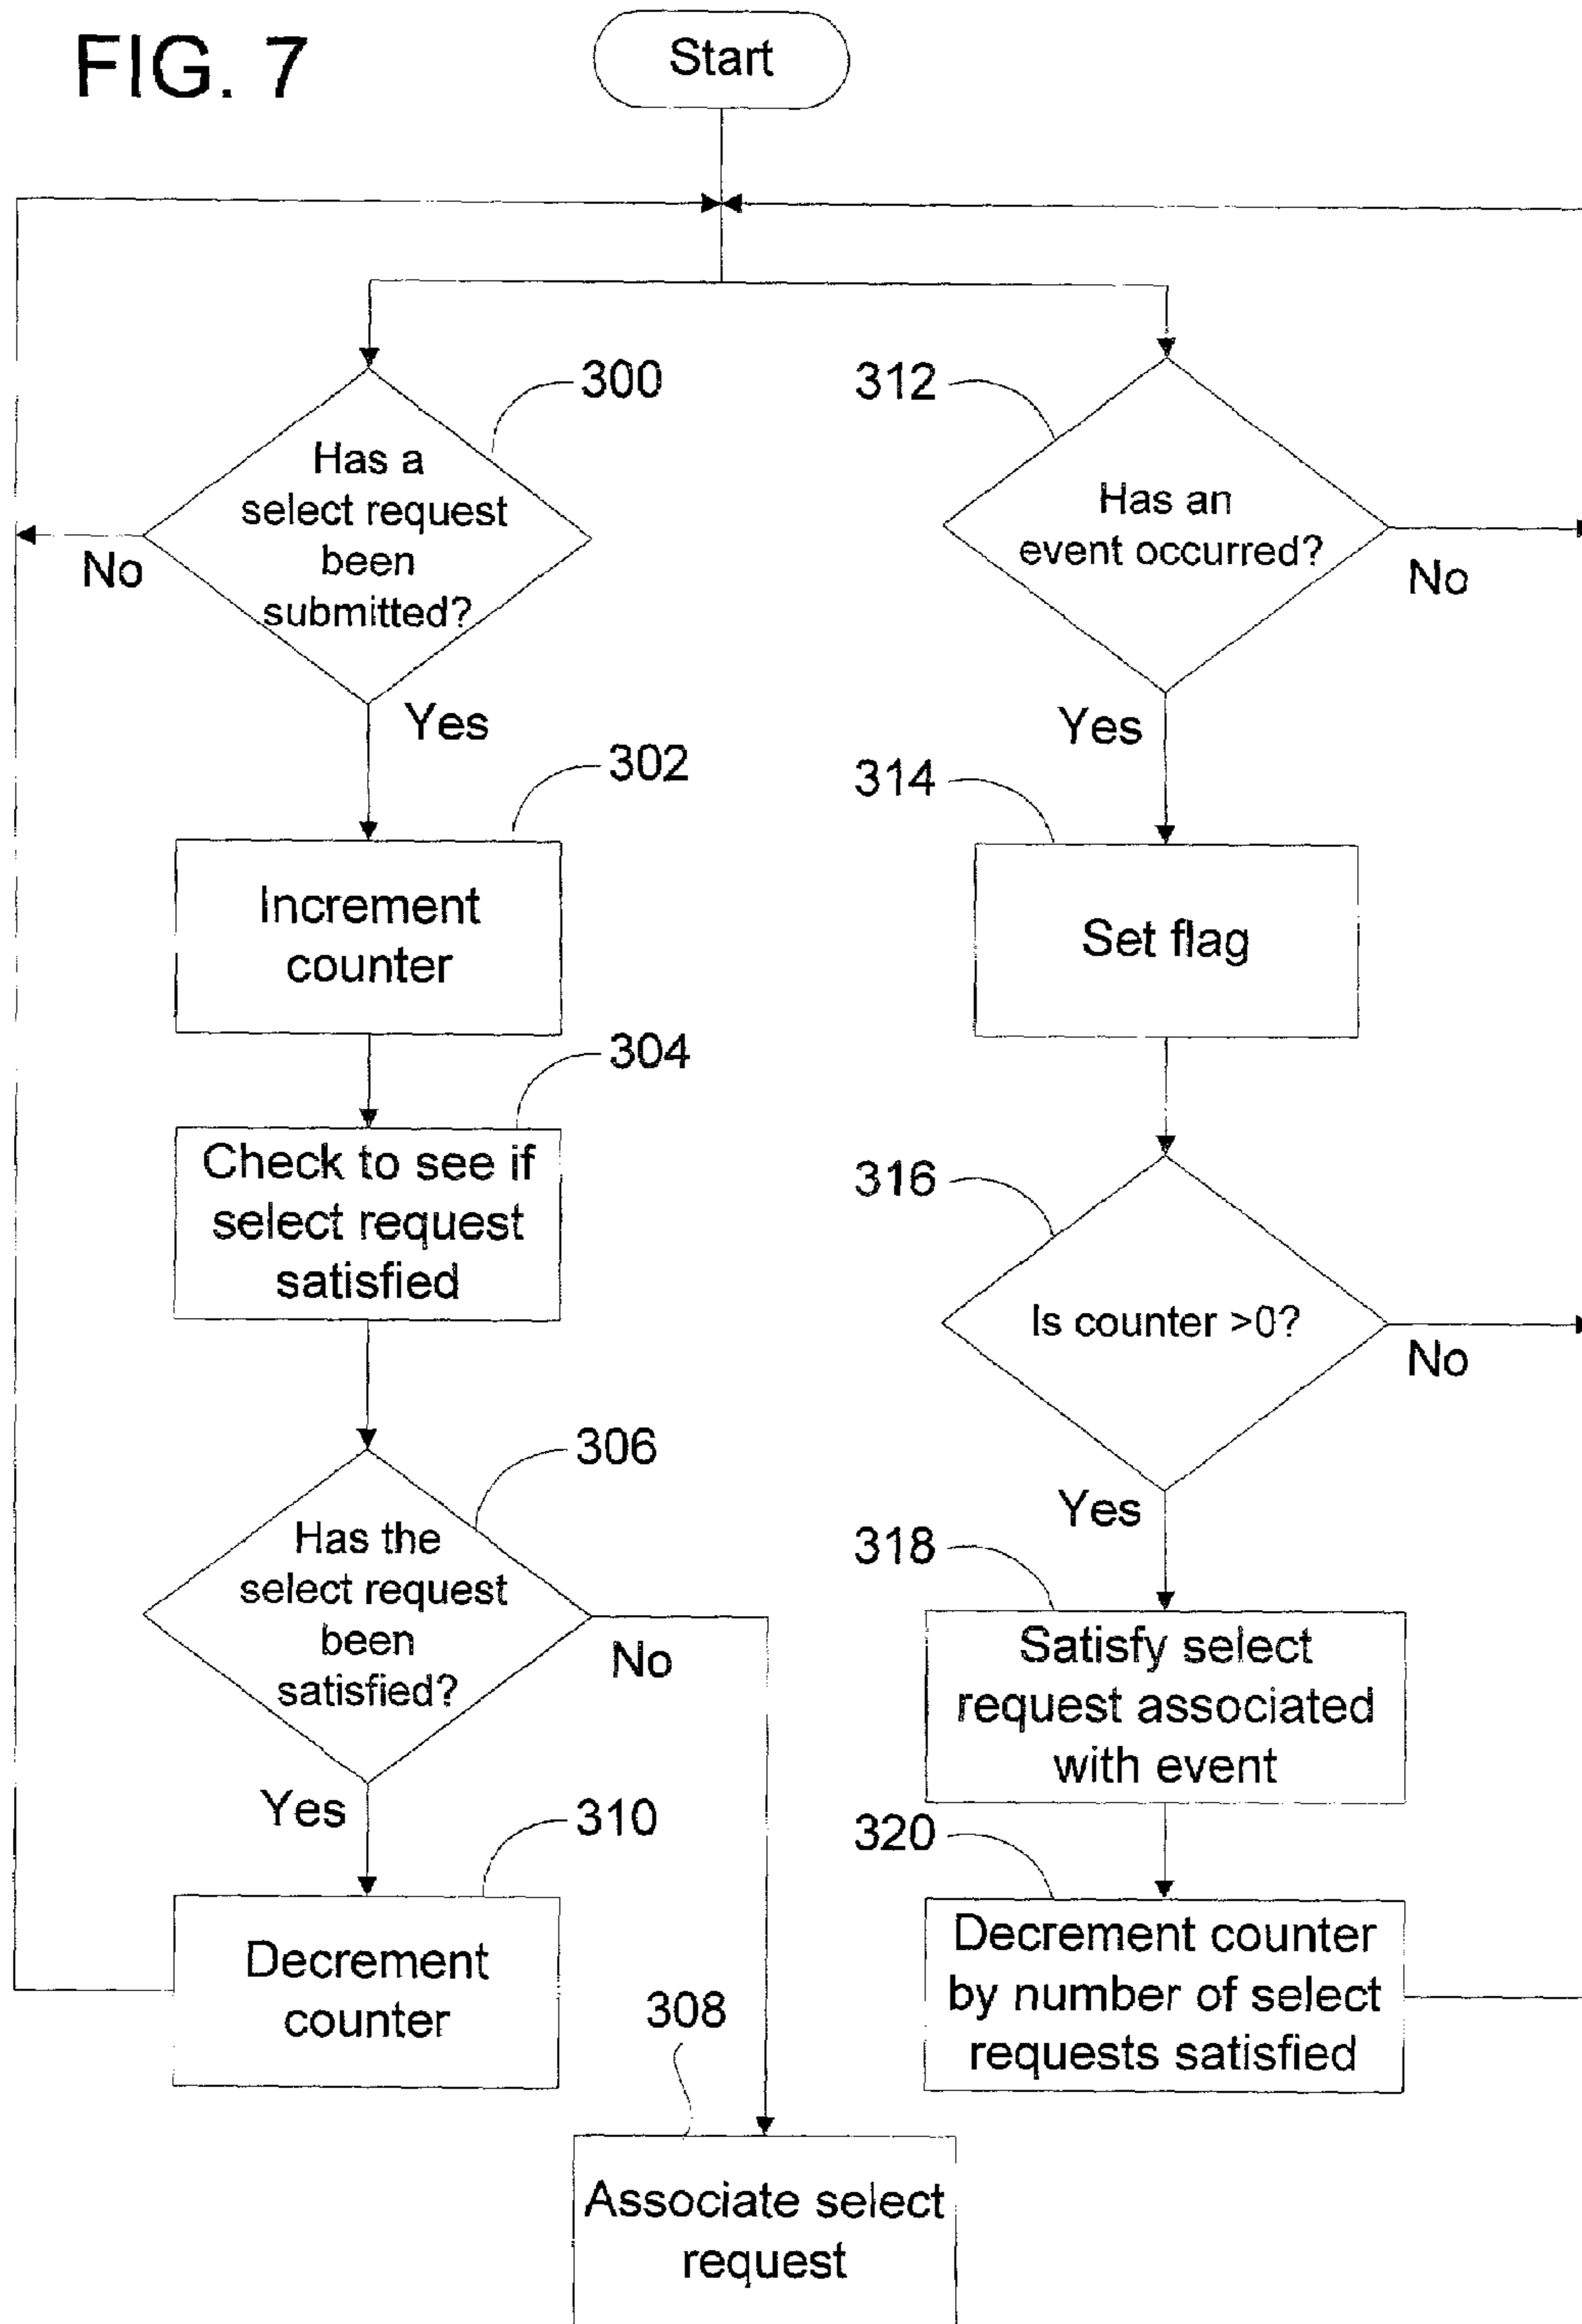 FIG. 7
Start
300
Has a
select request
been
submitted?
No
Yes
302
Increment
counter
304
Check to see if
select request
satisfied
306
Has the
select request
been
satisfied?
No
Yes
310
Decrement
counter
308
Associate select
request
312
Has an
event occurred?
No
Yes
314
Set flag
316
Is counter >0?
No
Yes
318
Satisfy select
request associated
with event
320
Decrement counter
by number of select
requests satisfied